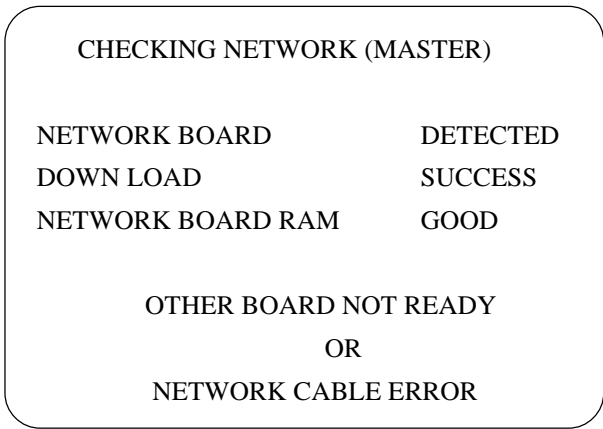 CHECKING NETWORK (MASTER)
NETWORK BOARD DETECTED
DOWN LOAD SUCCESS
NETWORK BOARD RAM GOOD
OTHER BOARD NOT READY
OR
NETWORK CABLE ERROR